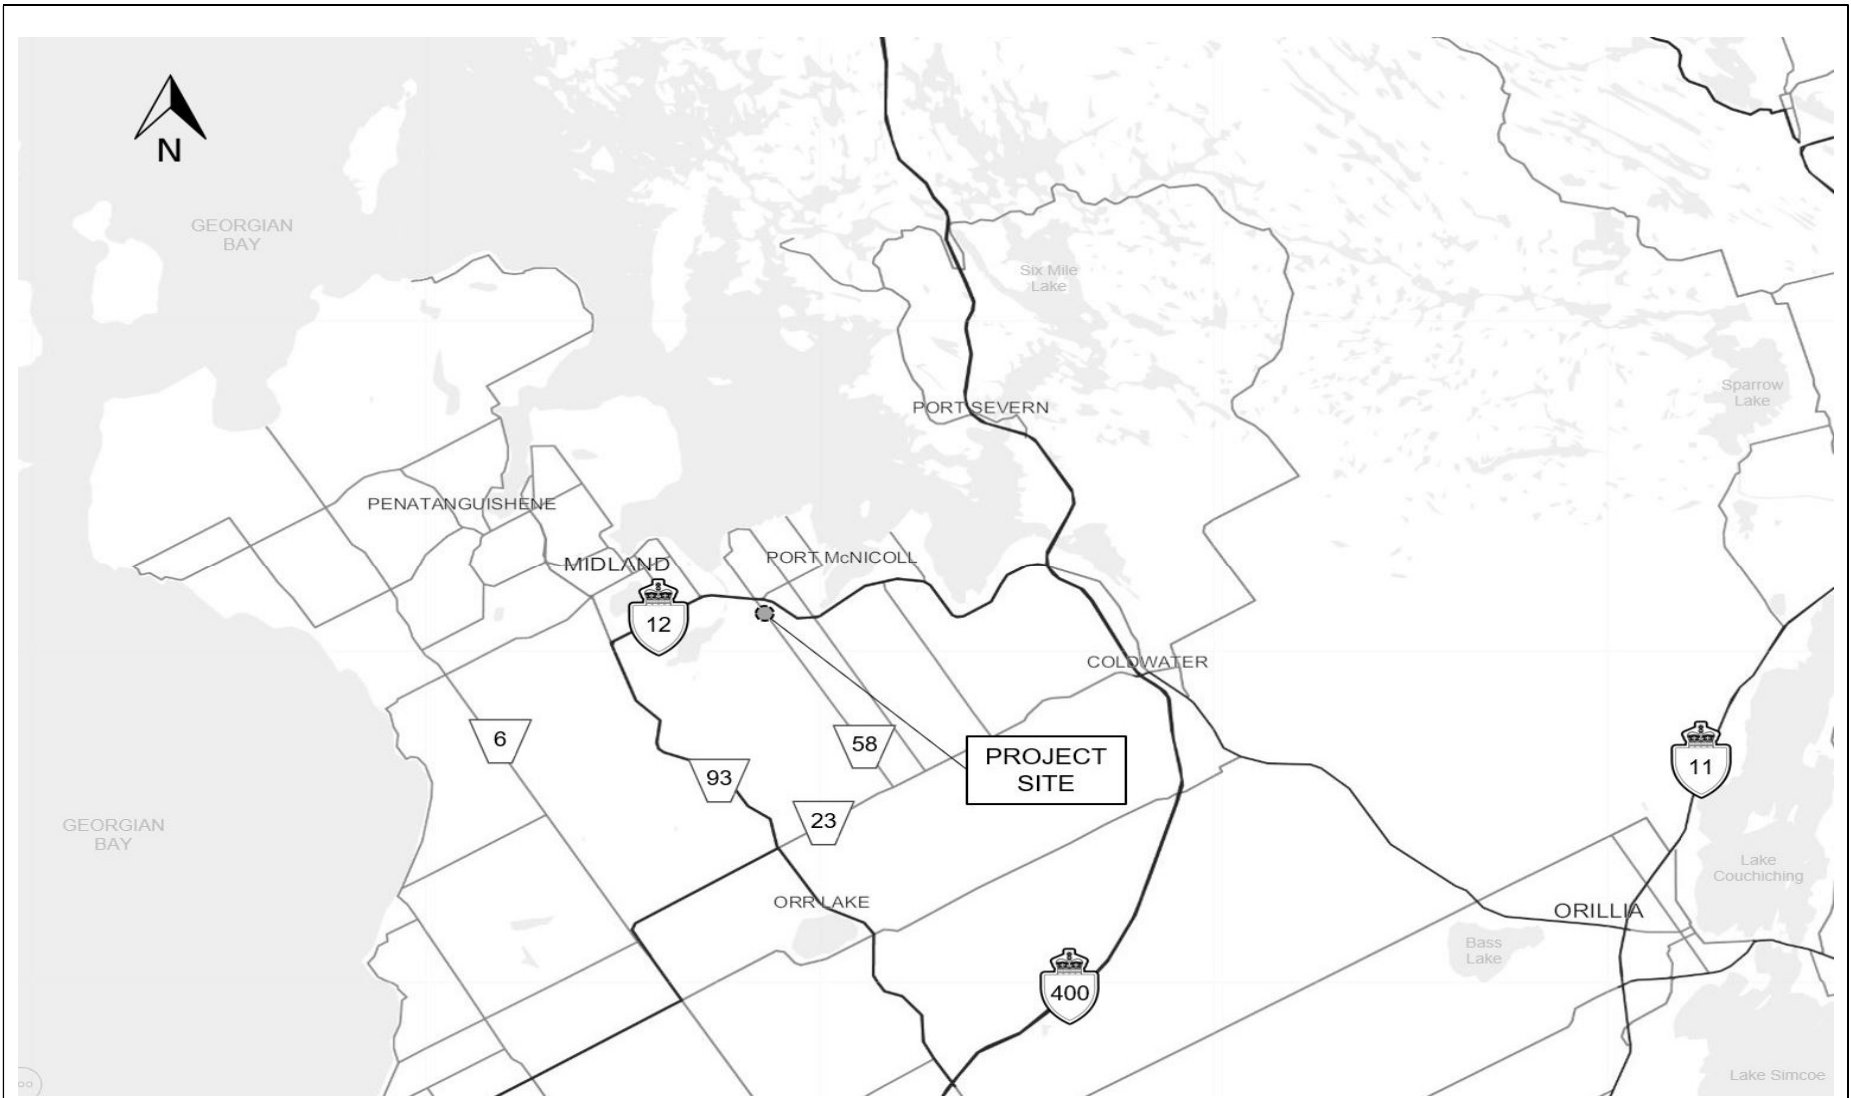 N
GEORGIAN
BAY
Six Mile
Lake
Sparrow
Lake
PORT SEVERN
PENATANGUISHENE
MIDLAND
PORT McNICOLL
12
COLDWATER
6
58
PROJECT
SITE
93
11
23
GEORGIAN
BAY
Lake
Couchiching
ORR LAKE
ORILLIA
Bass
Lake
400
Lake Simcoe